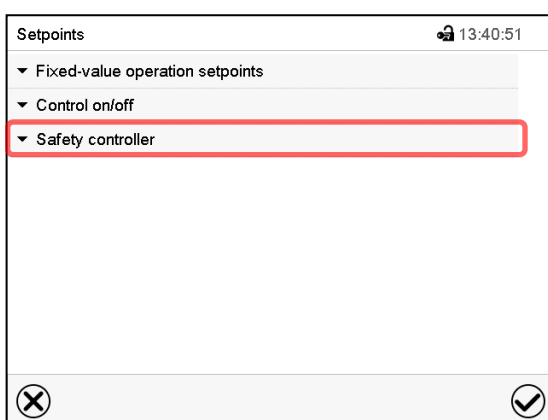 Setpoints 13:40:51
Fixed-value operation setpoints
Control on/off
Safety controller